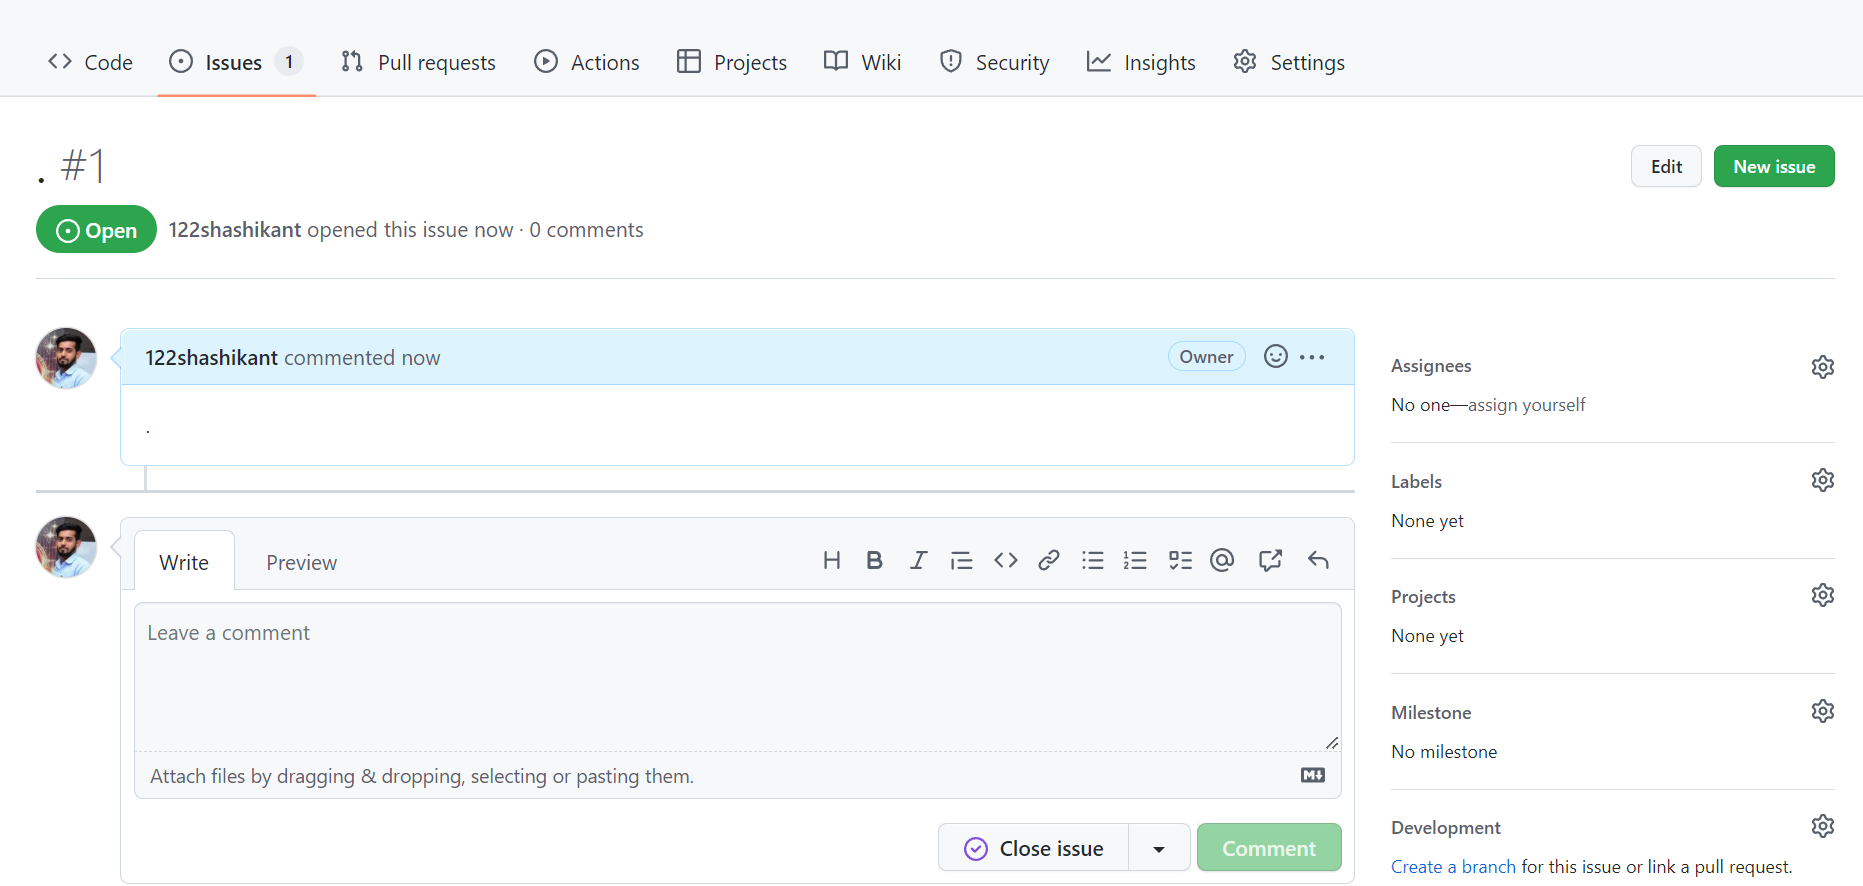 Code Issues 1 Pull requests Actions Projects Wiki Security Insights Settings
. #1
Edit New issue
Open 122shashikant opened this issue now · 0 comments
122shashikant commented now Owner
.
Write Preview
Leave a comment
Attach files by dragging & dropping, selecting or pasting them.
Close issue Comment
Assignees
No one—assign yourself
Labels
None yet
Projects
None yet
Milestone
No milestone
Development
Create a branch for this issue or link a pull request.